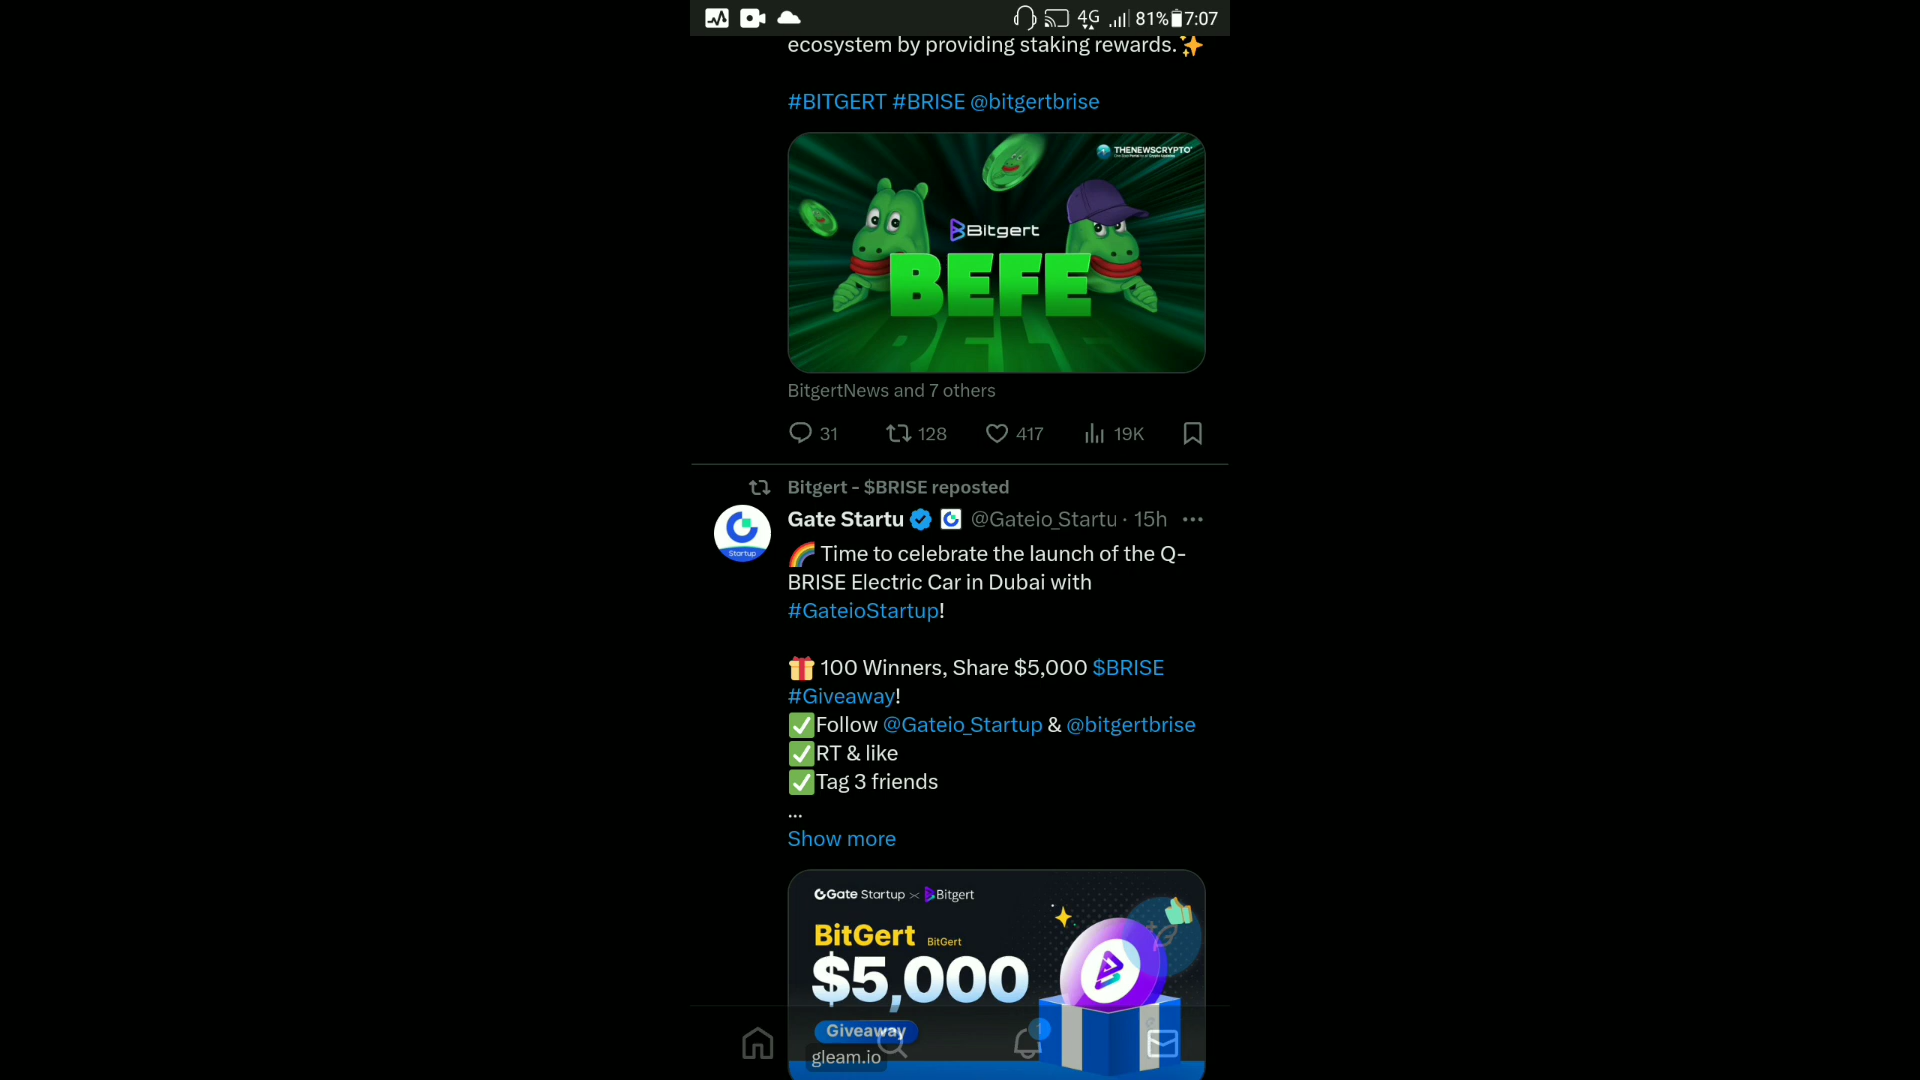 4G 81% 7:07
ecosystem by providing staking rewards.✨
#BITGERT #BRISE @bitgertbrise
THENEWSCRYPTO
Bitgert
BEFE
BitgertNews and 7 others
31 128 417 19K
Bitgert - $BRISE reposted
Gate Startu @Gateio_Startu · 15h
Startup
🌈 Time to celebrate the launch of the Q-
BRISE Electric Car in Dubai with
#GateioStartup!
🎁 100 Winners, Share $5,000 $BRISE
#Giveaway!
✅Follow @Gateio_Startup & @bitgertbrise
✅RT & like
✅Tag 3 friends
...
Show more
Gate Startup × Bitgert
BitGert BitGert
$5,000
Giveaway
1
gleam.io